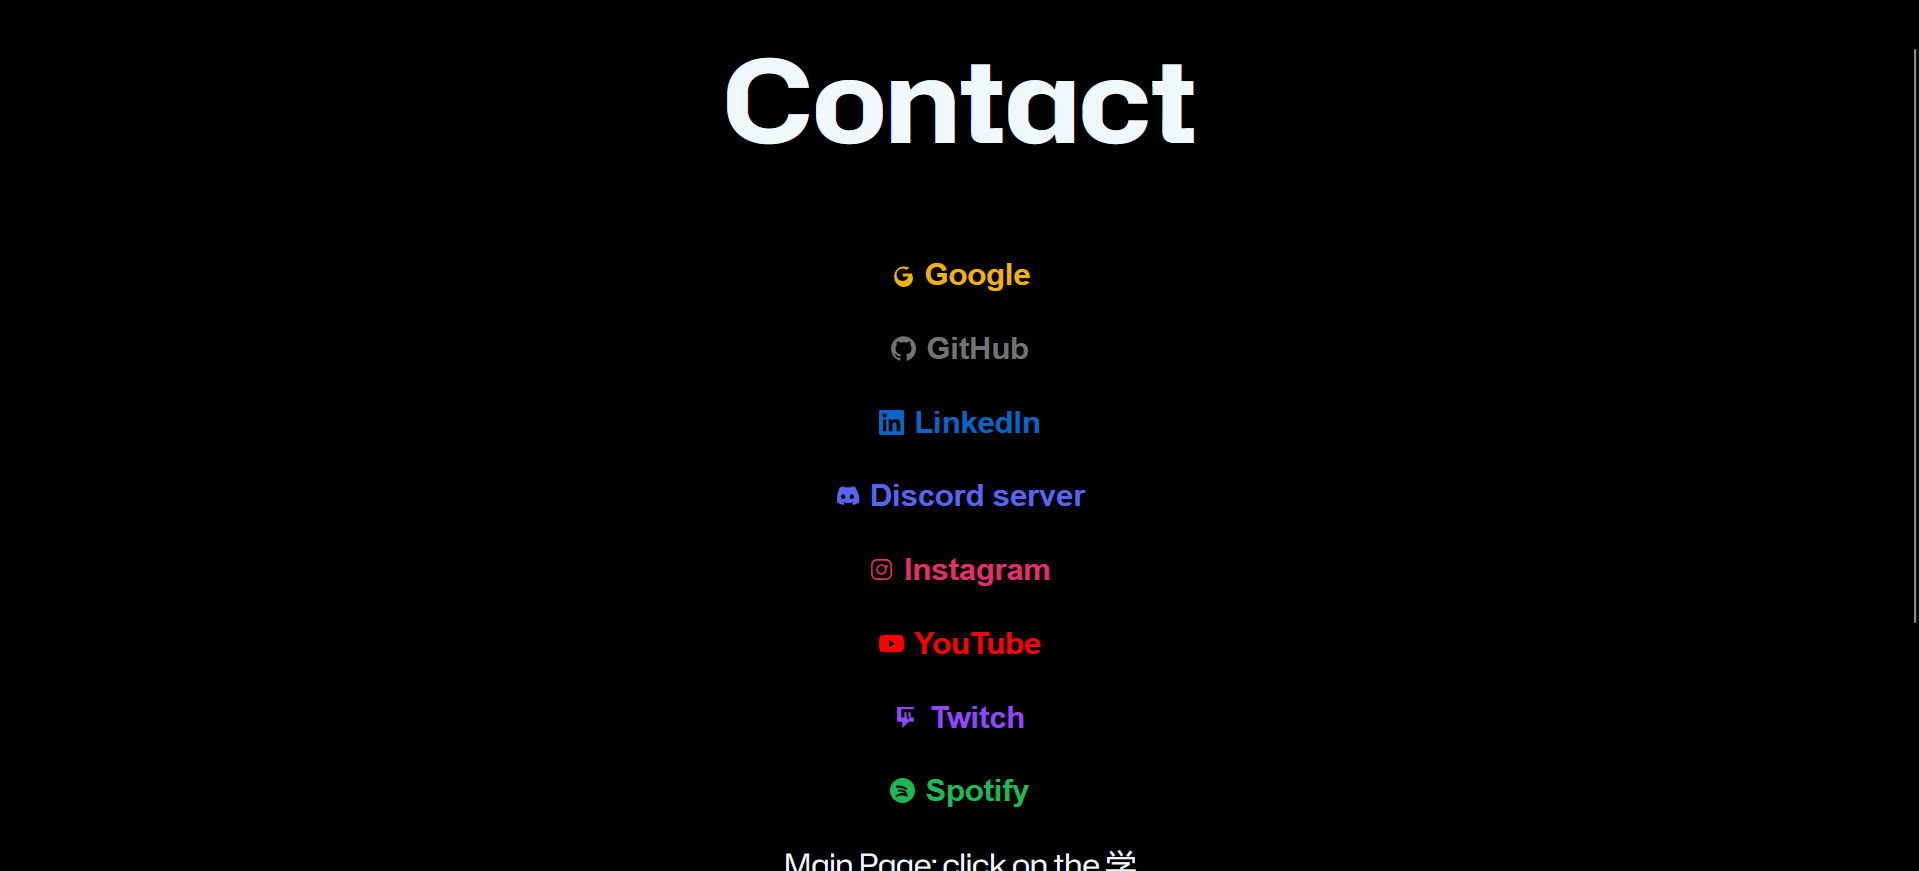 Contact
Google
GitHub
LinkedIn
Discord server
Instagram
YouTube
Twitch
Spotify
Main Page: click on the 学